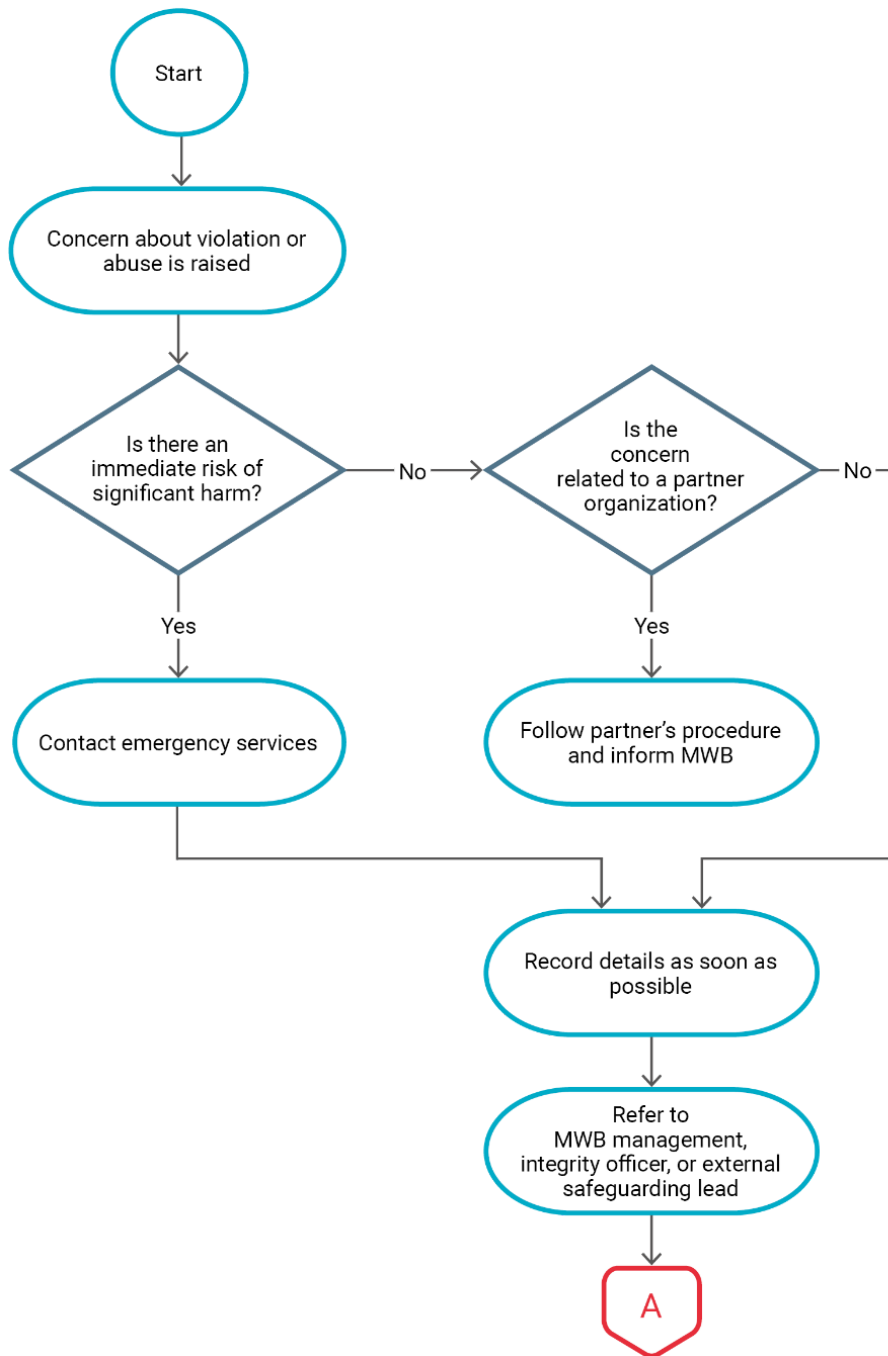 Start
Concern about violation or
abuse is raised
Is there an
immediate risk of
significant harm?
No
Is the
concern
related to a partner
organization?
No
Yes
Yes
Contact emergency services
Follow partner’s procedure
and inform MWB
Record details as soon as
possible
Refer to
MWB management,
integrity officer, or external
safeguarding lead
A